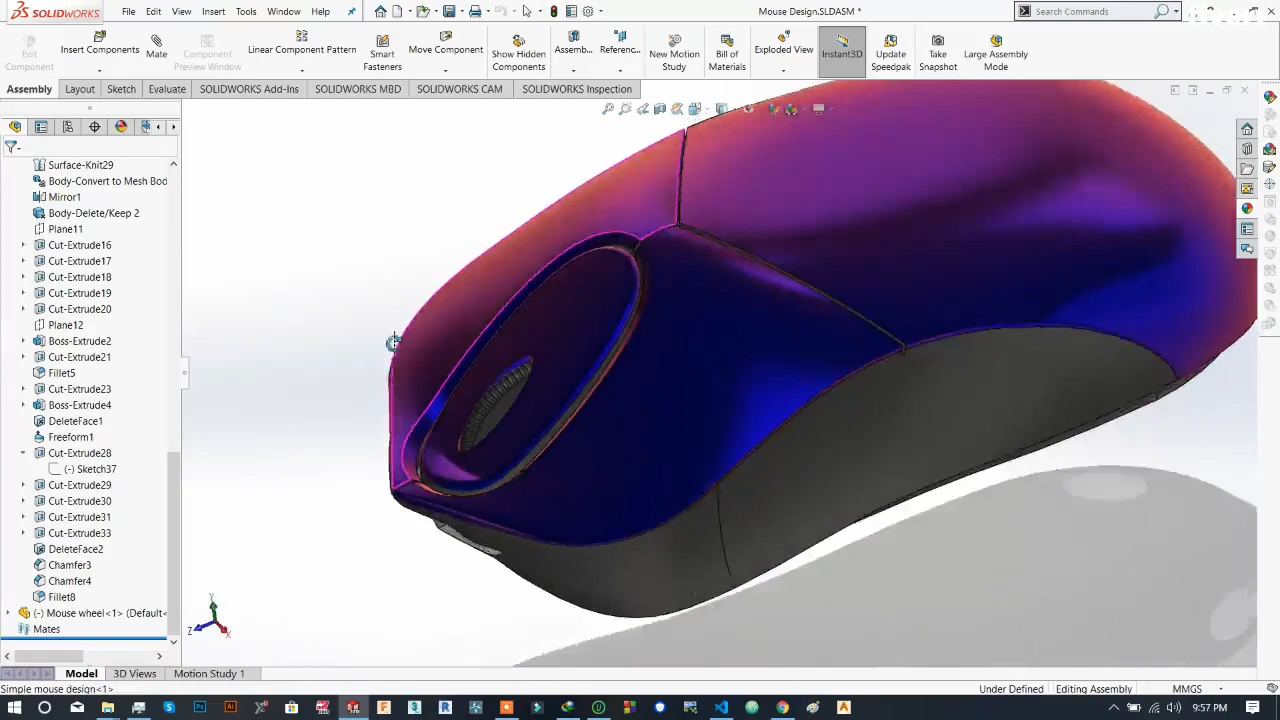 SOLIDWORKS
File Edit View Insert Tools Window Help
Mouse Design.SLDASM *
Search Commands
Edit Component
Insert Components
Mate
Component Preview Window
Linear Component Pattern
Smart Fasteners
Move Component
Show Hidden Components
Assemb...
Referenc...
New Motion Study
Bill of Materials
Exploded View
Instant3D
Update Speedpak
Take Snapshot
Large Assembly Mode
Assembly Layout Sketch Evaluate SOLIDWORKS Add-Ins SOLIDWORKS MBD SOLIDWORKS CAM SOLIDWORKS Inspection
Surface-Knit29
Body-Convert to Mesh Bod
Mirror1
Body-Delete/Keep 2
Plane11
Cut-Extrude16
Cut-Extrude17
Cut-Extrude18
Cut-Extrude19
Cut-Extrude20
Plane12
Boss-Extrude2
Cut-Extrude21
Fillet5
Cut-Extrude23
Boss-Extrude4
DeleteFace1
Freeform1
Cut-Extrude28
(-) Sketch37
Cut-Extrude29
Cut-Extrude30
Cut-Extrude31
Cut-Extrude33
DeleteFace2
Chamfer3
Chamfer4
Fillet8
(-) Mouse wheel<1> (Default<
Mates
Y
Z
X
Model 3D Views Motion Study 1
Simple mouse design<1>
Under Defined Editing Assembly MMGS
9:57 PM